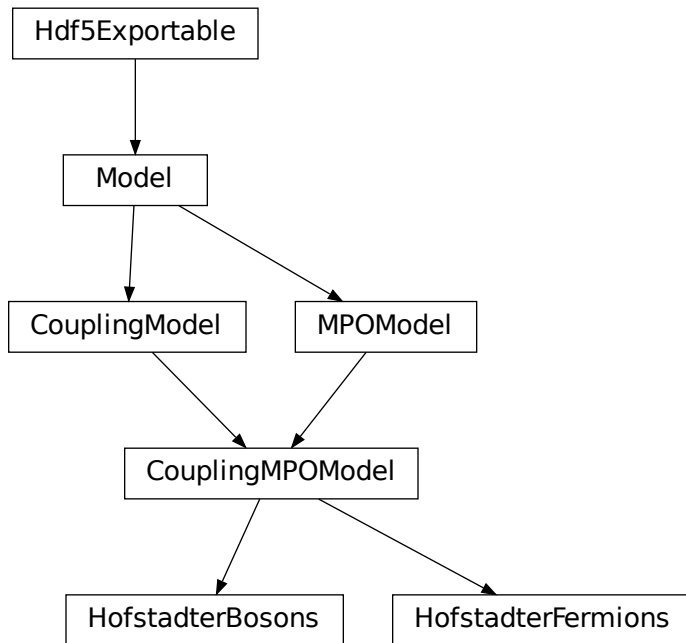 Hdf5Exportable
Model
CouplingModel
MPOModel
CouplingMPOModel
HofstadterBosons
HofstadterFermions